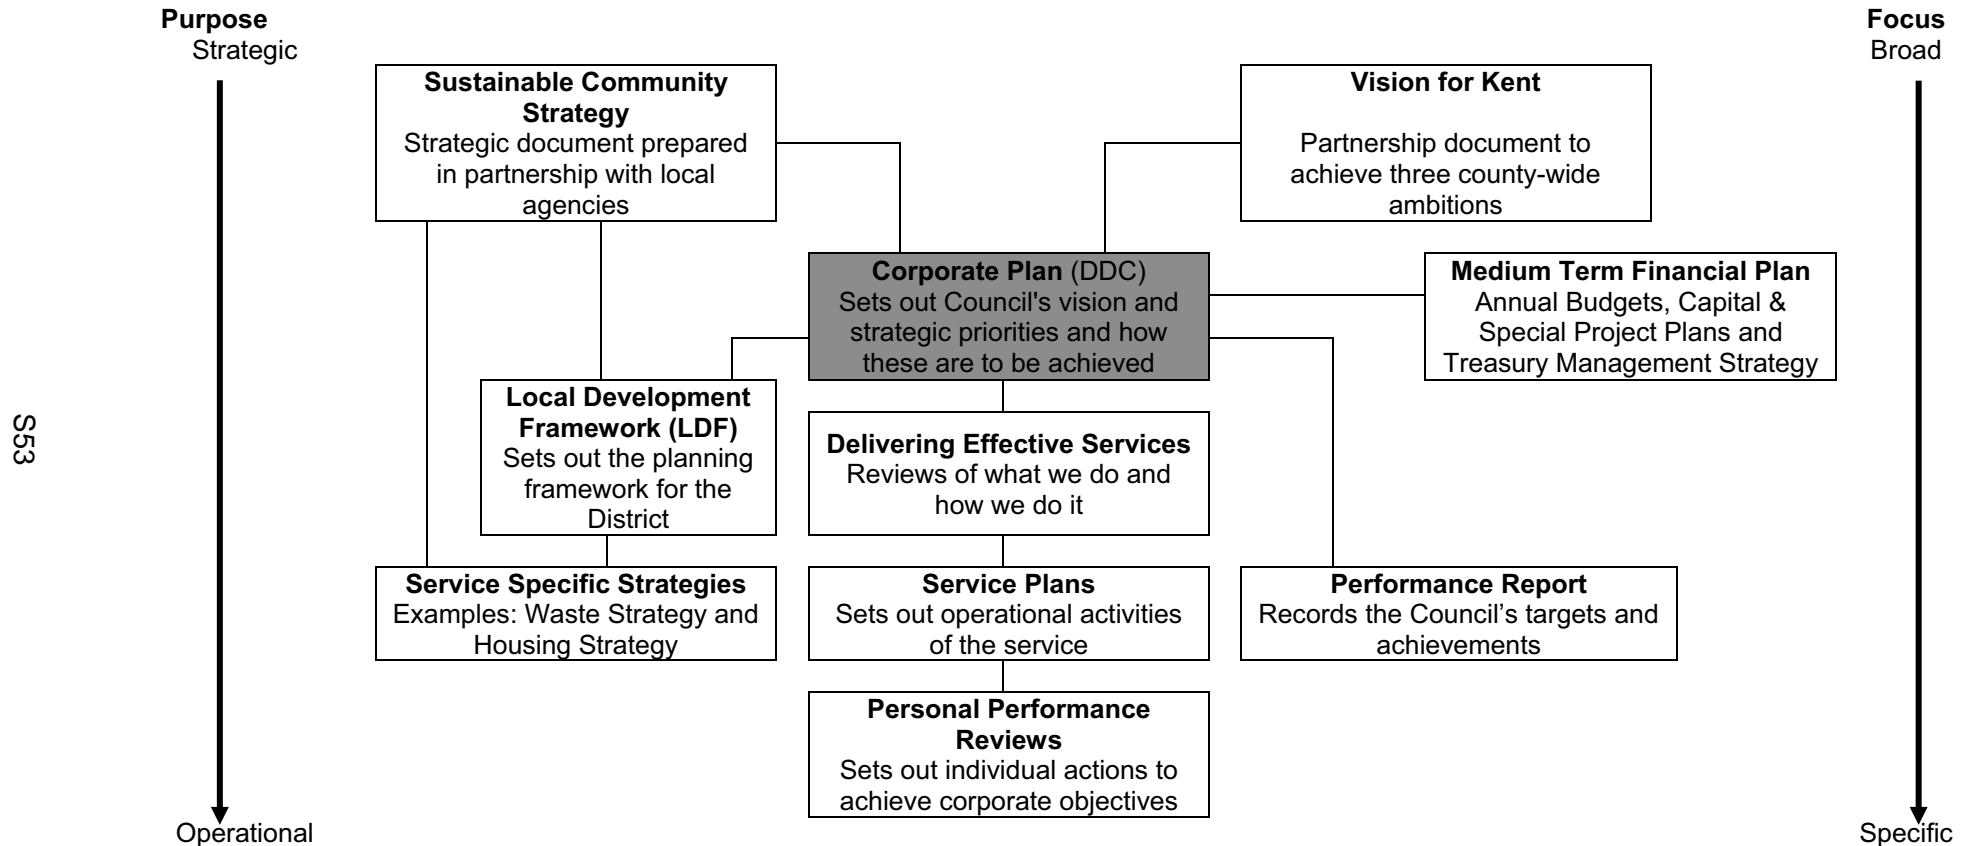 Purpose
Strategic
Focus
Broad
Sustainable Community
Strategy
Strategic document prepared
in partnership with local
agencies
Vision for Kent
Partnership document to
achieve three county-wide
ambitions
Corporate Plan (DDC)
Sets out Council's vision and
strategic priorities and how
these are to be achieved
Medium Term Financial Plan
Annual Budgets, Capital &
Special Project Plans and
Treasury Management Strategy
Local Development
Framework (LDF)
Sets out the planning
framework for the
District
Delivering Effective Services
Reviews of what we do and
how we do it
S53
Service Specific Strategies
Examples: Waste Strategy and
Housing Strategy
Service Plans
Sets out operational activities
of the service
Performance Report
Records the Council’s targets and
achievements
Personal Performance
Reviews
Sets out individual actions to
achieve corporate objectives
Operational
Specific